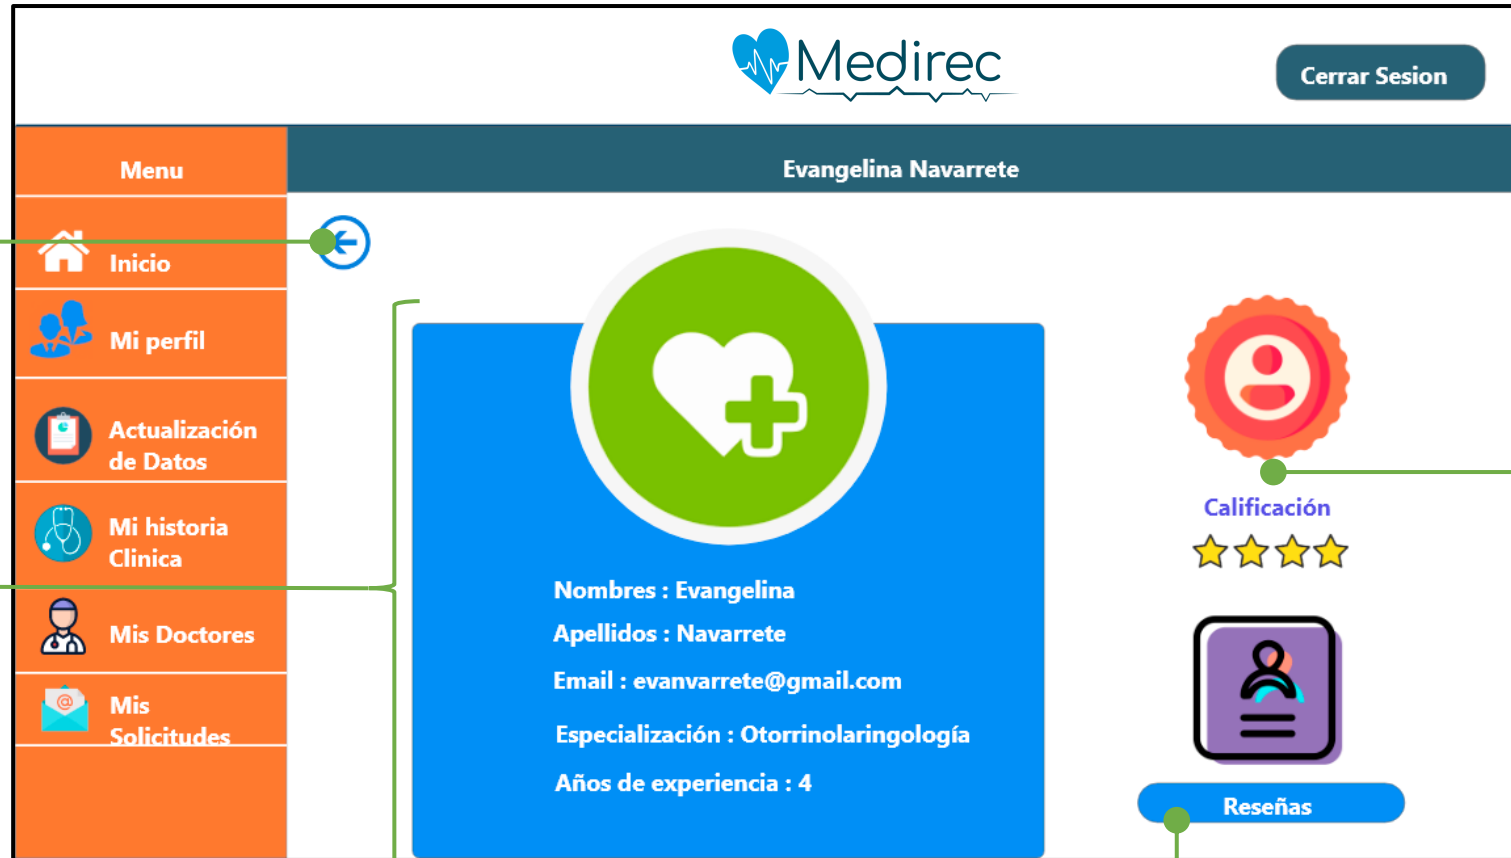 Medirec
Cerrar Sesion
Menu
Evangelina Navarrete
Inicio
Mi perfil
Actualización
de Datos
Mi historia
Clinica
Mis Doctores
Mis
Solicitudes
Nombres : Evangelina
Apellidos : Navarrete
Email : evanvarrete@gmail.com
Especialización : Otorrinolaringología
Años de experiencia : 4
Calificación
Reseñas